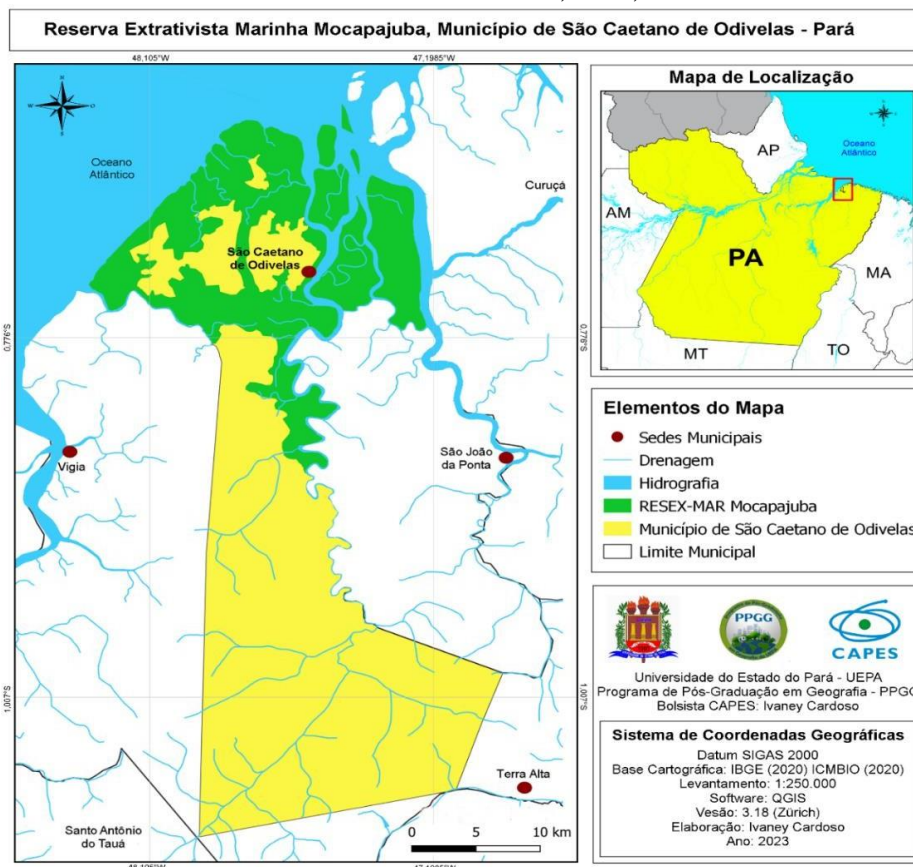 Reserva Extrativista Marinha Mocapajuba, Município de São Caetano de Odivelas - Pará
48,105°W
47,1985°W
Oceano
Atlântico
Curuçá
São Caetano
de Odivelas
0,776°S
0,776°S
Vigia
São João
da Ponta
1,007°S
1,007°S
Terra Alta
Santo Antônio
do Tauá
0 5 10 km
Mapa de Localização
Oceano
Atlântico
AP
AM
PA
MA
MT
TO
Elementos do Mapa
Sedes Municipais
Drenagem
Hidrografia
RESEX-MAR Mocapajuba
Município de São Caetano de Odivelas
Limite Municipal
PPGG
CAPES
Universidade do Estado do Pará - UEPA
Programa de Pós-Graduação em Geografia - PPGG
Bolsista CAPES: Ivaney Cardoso
Sistema de Coordenadas Geográficas
Datum SIGAS 2000
Base Cartográfica: IBGE (2020) ICMBIO (2020)
Levantamento: 1:250.000
Software: QGIS
Vesão: 3.18 (Zürich)
Elaboração: Ivaney Cardoso
Ano: 2023